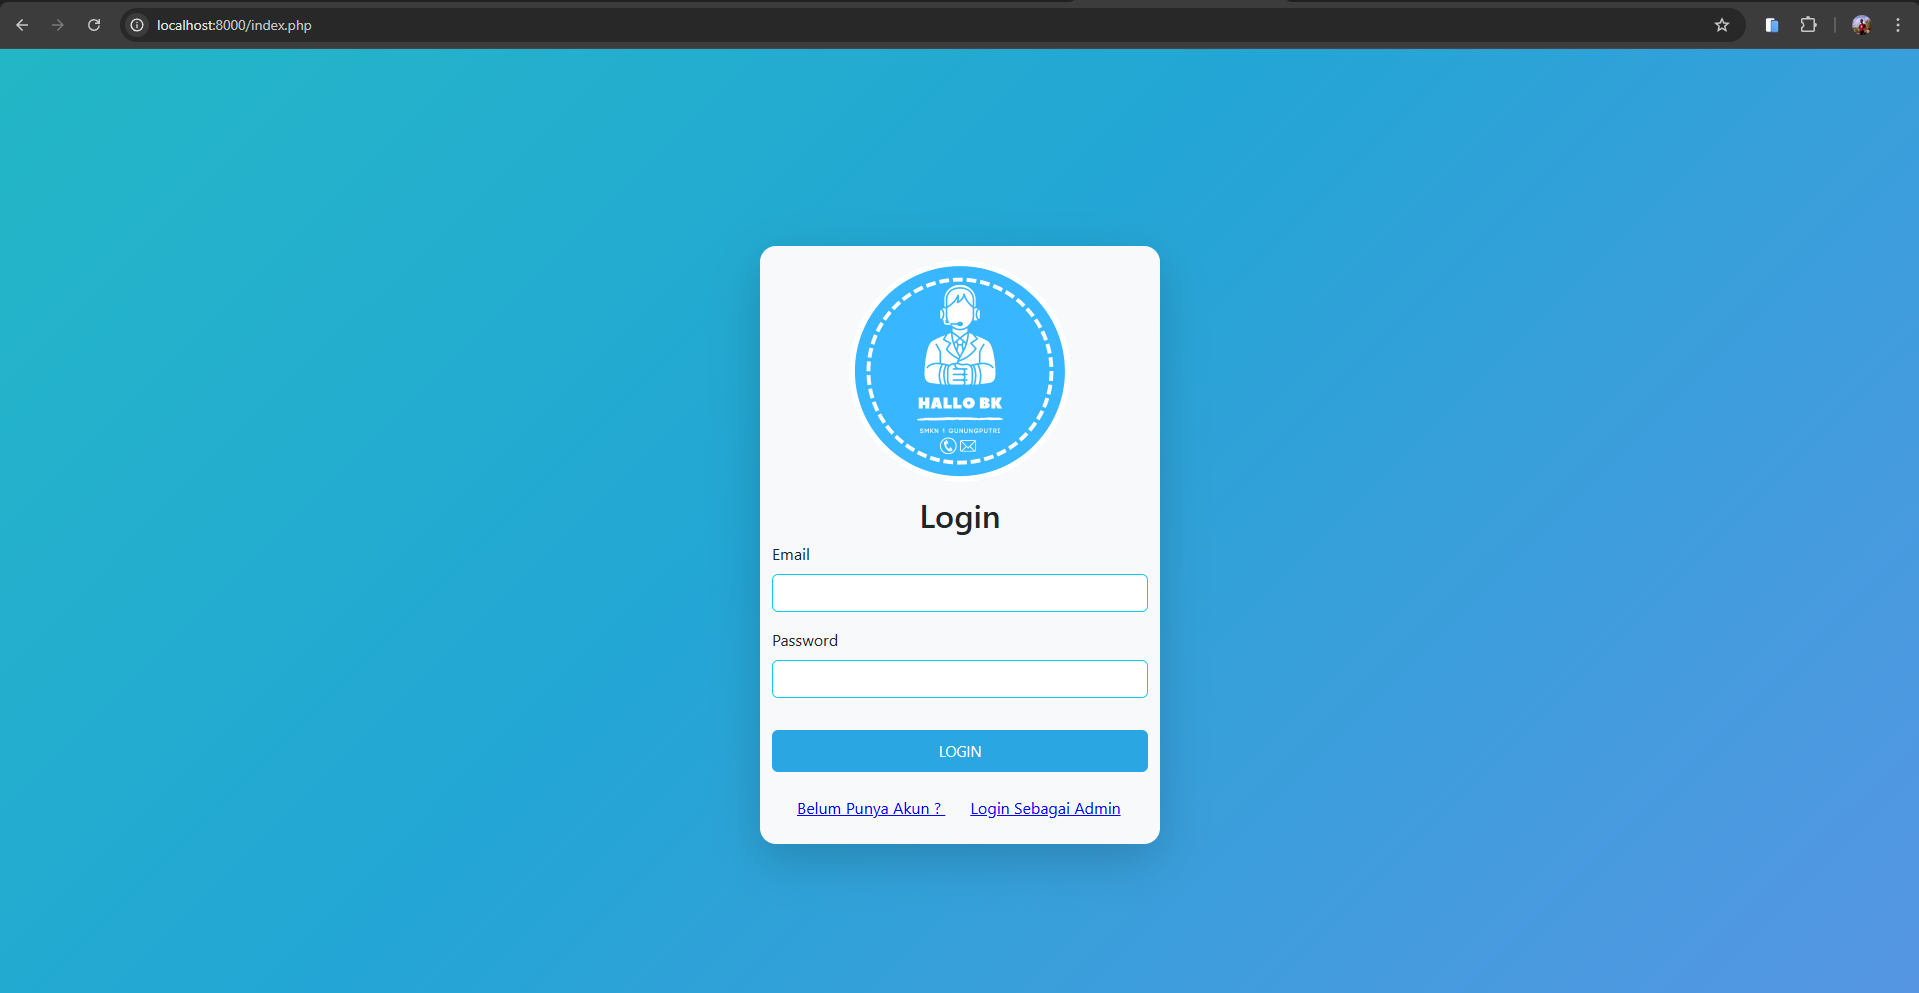 localhost:8000/index.php
HALLO BK
SMKN 1 GUNUNGPUTRI
Login
Email
Password
LOGIN
Belum Punya Akun ? Login Sebagai Admin